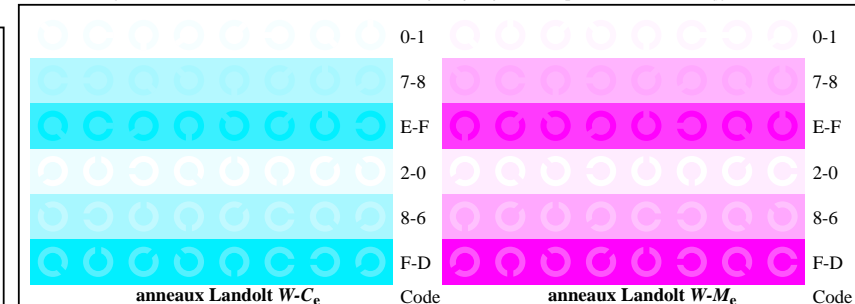 0-1 0-1
7-8 7-8
E-F E-F
2-0 2-0
8-6 8-6
F-D F-D
anneaux Landolt W-Ce Code anneaux Landolt W-Me Code